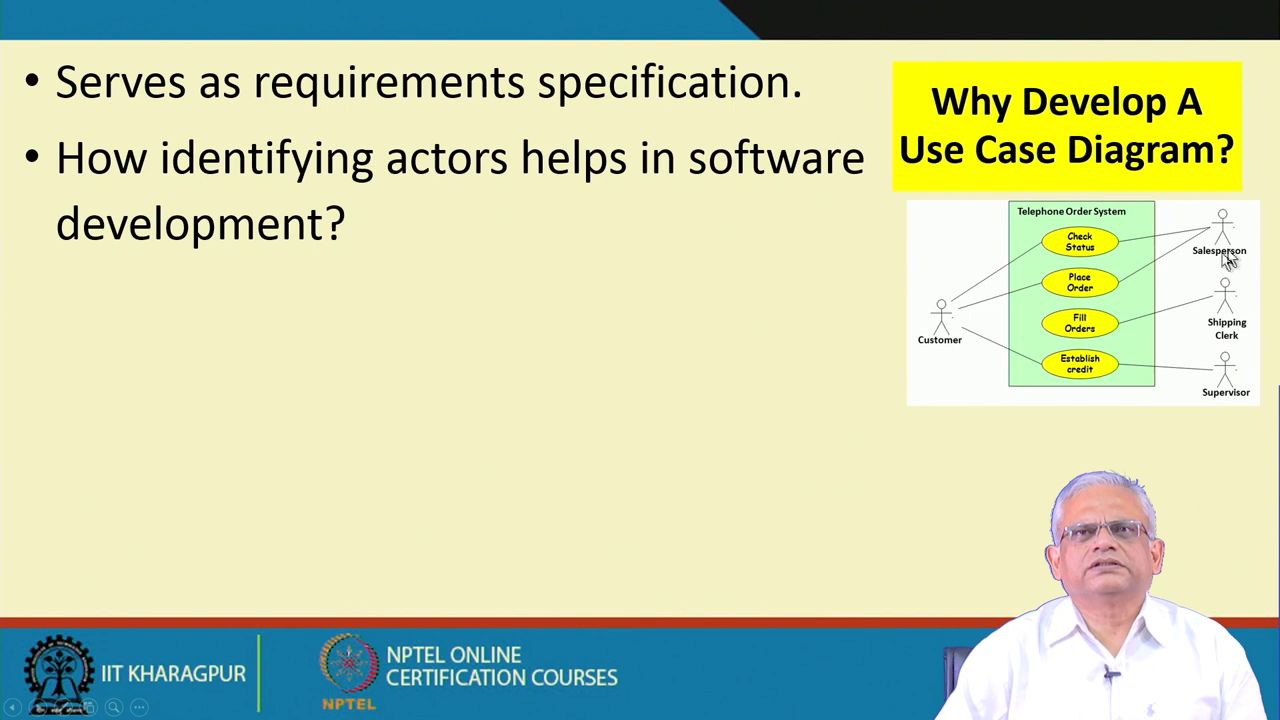 • Serves as requirements specification.
• How identifying actors helps in software
development?
Why Develop A
Use Case Diagram?
Telephone Order System
Check
Status
Place
Order
Fill
Orders
Establish
credit
Customer
Salesperson
Shipping
Clerk
Supervisor
IIT KHARAGPUR
NPTEL ONLINE
CERTIFICATION COURSES
NPTEL